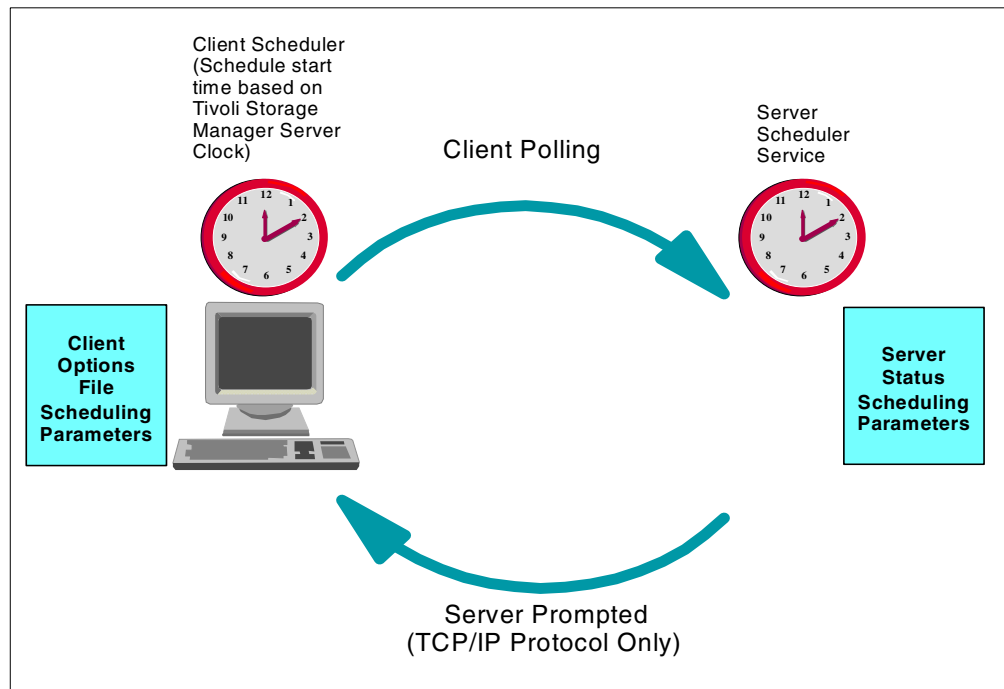 Client Scheduler
(Schedule start
time based on
Tivoli Storage
Manager Server
Clock)
Client Polling
Server
Scheduler
Service
11 12 1
10 2
9 3
8 4
7 6 5
11 12 1
10 2
9 3
8 4
7 6 5
Client
Options
File
Scheduling
Parameters
Server
Status
Scheduling
Parameters
Server Prompted
(TCP/IP Protocol Only)